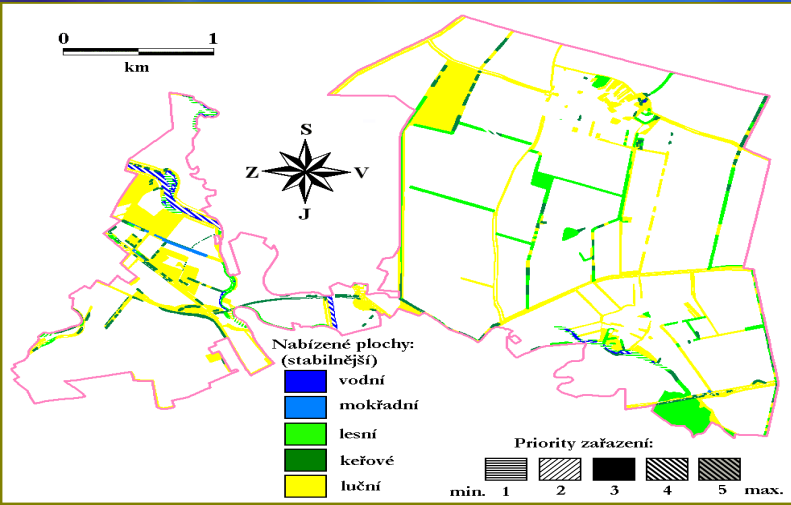 0 1
km
S
Z V
J
Nabízené plochy:
(stabilnější)
vodní
mokřadní
lesní
keřové
luční
Priority zařazení:
min. 1 2 3 4 5 max.